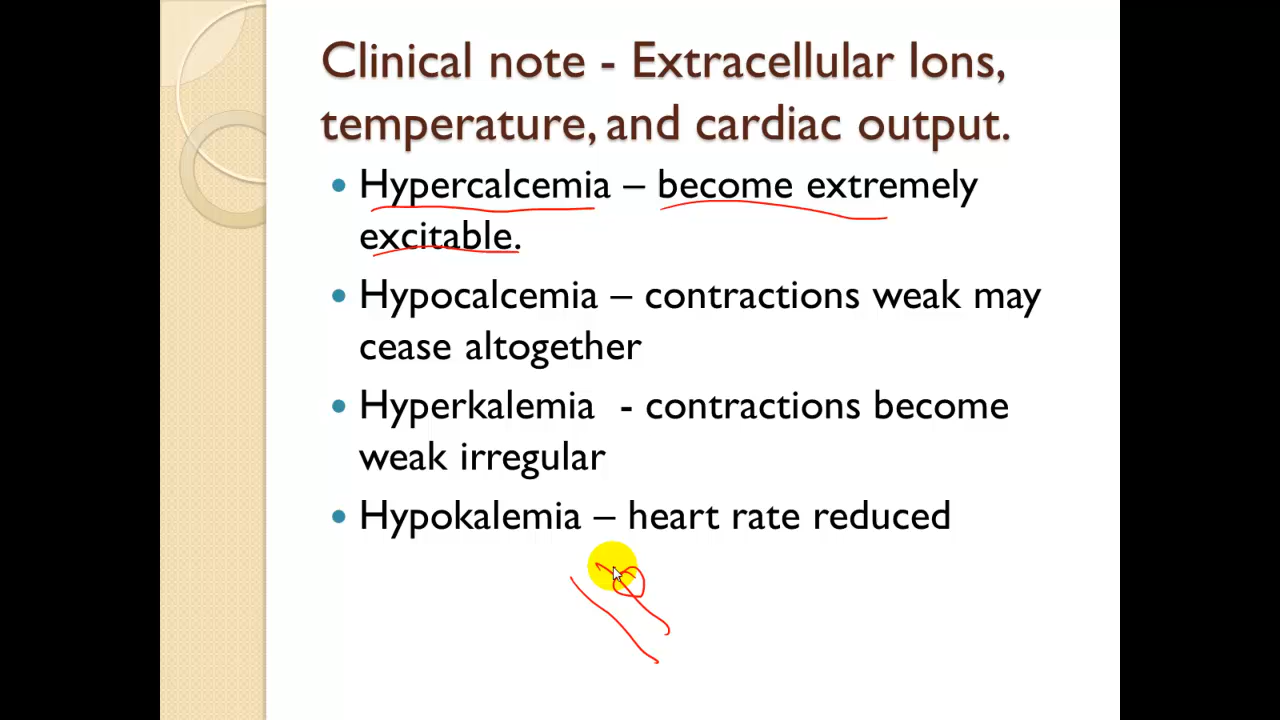 Clinical note - Extracellular Ions,
temperature, and cardiac output.
• Hypercalcemia – become extremely
excitable.
• Hypocalcemia – contractions weak may
cease altogether
• Hyperkalemia - contractions become
weak irregular
• Hypokalemia – heart rate reduced